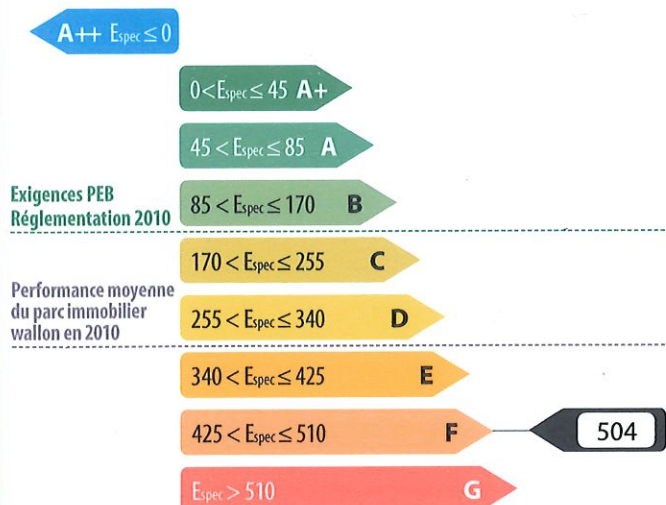 A++ Espec ≤ 0
0 < Espec ≤ 45 A+
45 < Espec ≤ 85 A
Exigences PEB
Réglementation 2010
85 < Espec ≤ 170 B
170 < Espec ≤ 255 C
Performance moyenne
du parc immobilier
wallon en 2010
255 < Espec ≤ 340 D
340 < Espec ≤ 425 E
425 < Espec ≤ 510 F
504
Espec > 510 G